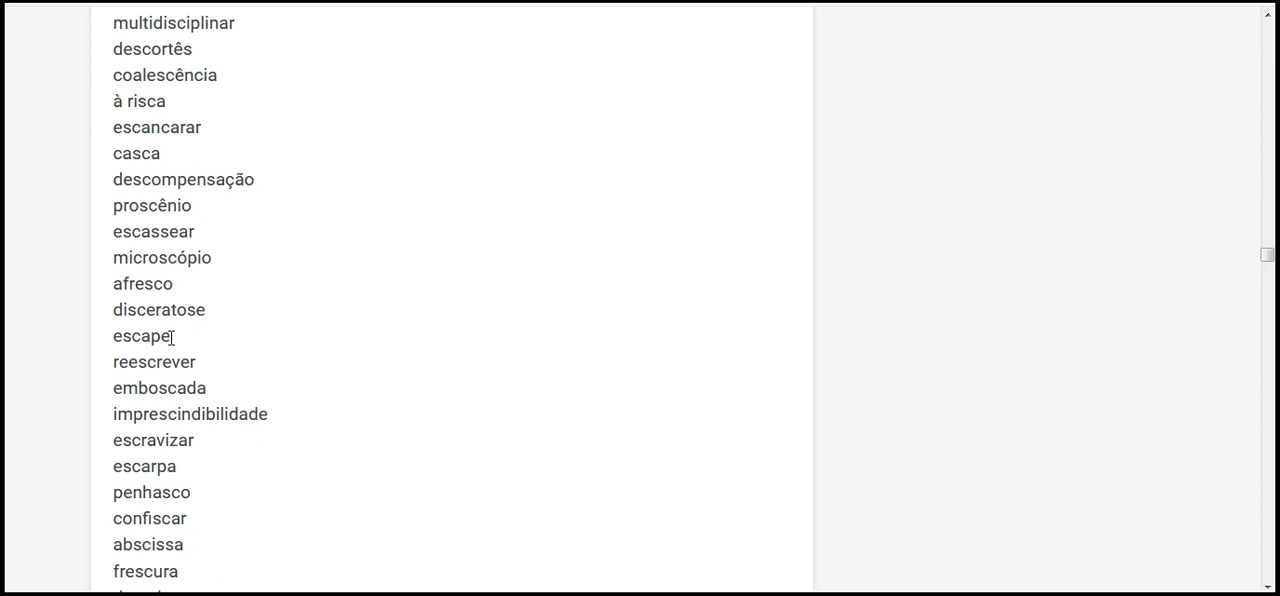 multidisciplinar
descortês
coalescência
à risca
escancarar
casca
descompensação
proscênio
escassear
microscópio
afresco
disceratose
escape
reescrever
emboscada
imprescindibilidade
escravizar
escarpa
penhasco
confiscar
abscissa
frescura